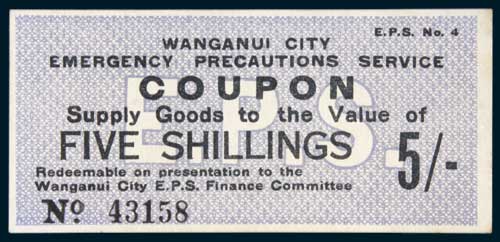 E.P.S. No. 4
WANGANUI CITY
EMERGENCY PRECAUTIONS SERVICE
COUPON
E.P.S.
Supply Goods to the Value of
FIVE SHILLINGS 5/-
Redeemable on presentation to the
Wanganui City E.P.S. Finance Committee
No. 43158